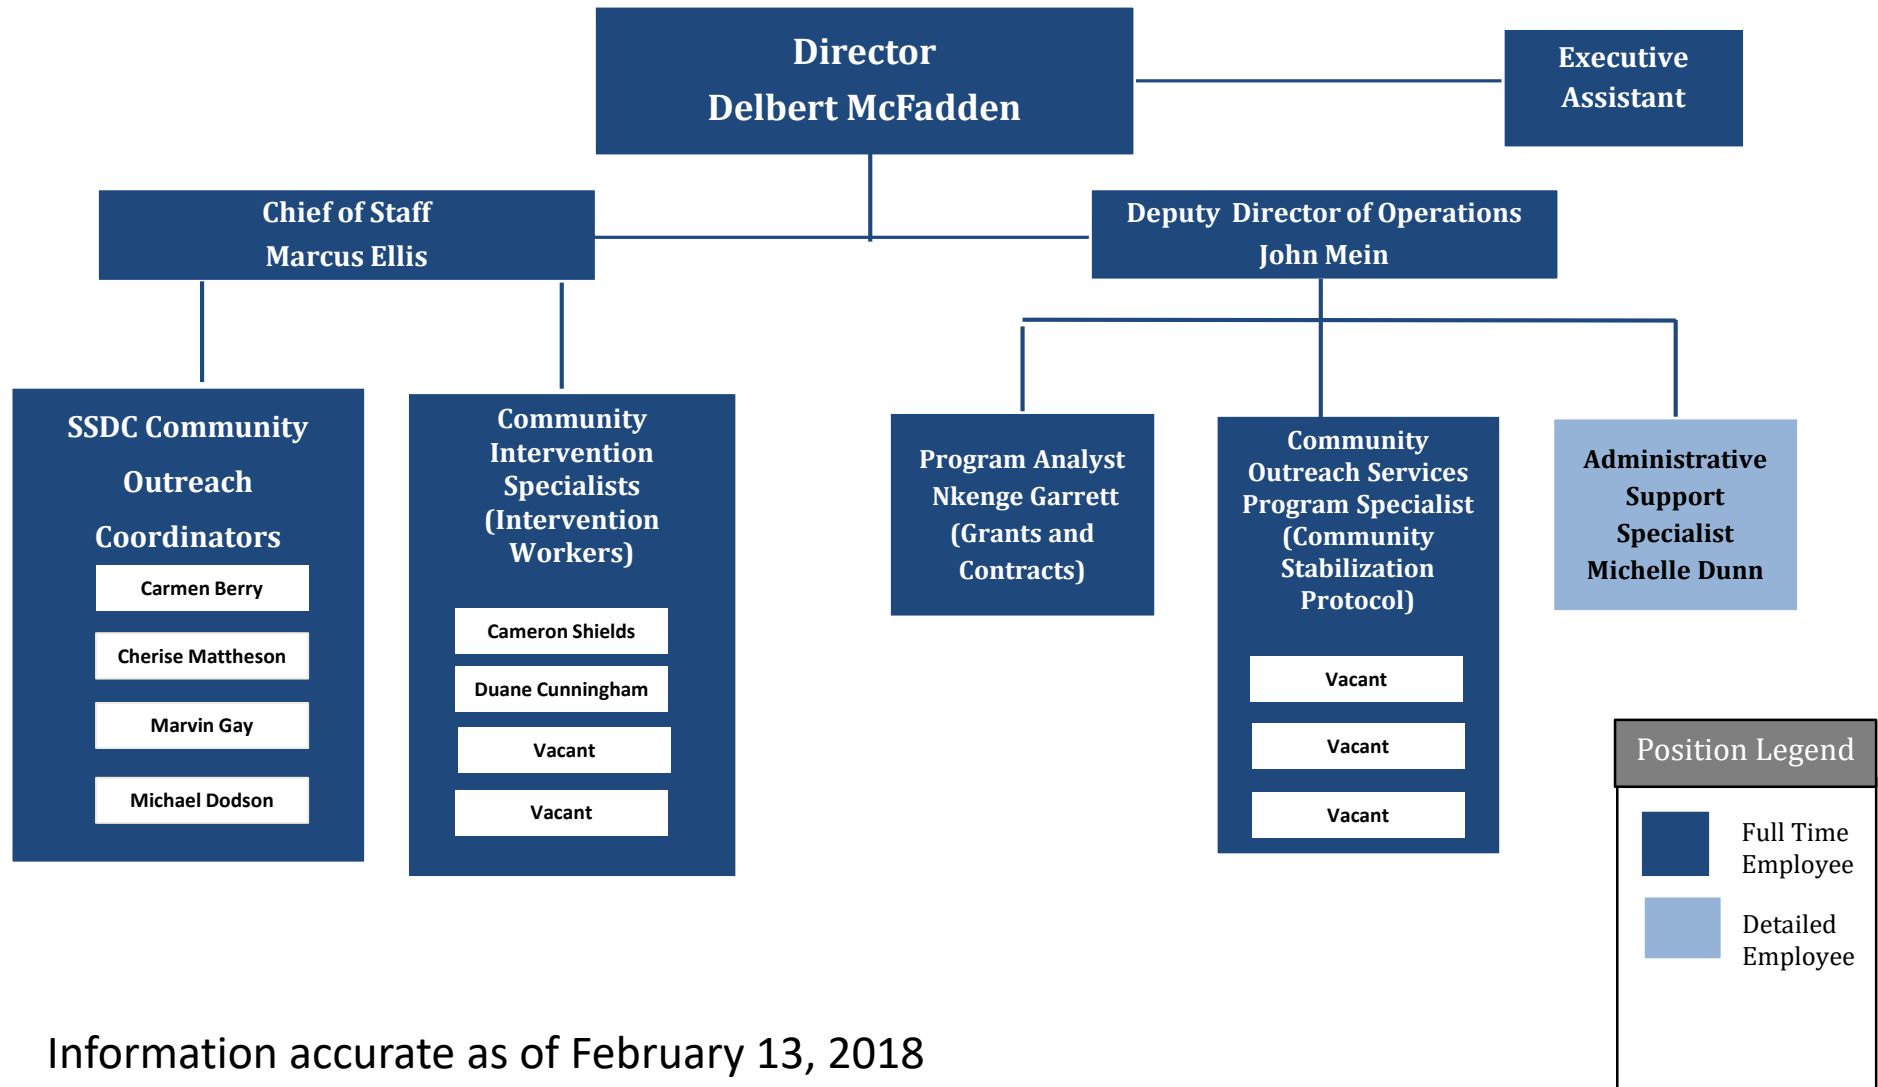 Director
Delbert McFadden
Executive
Assistant
Chief of Staff
Marcus Ellis
Deputy Director of Operations
John Mein
SSDC Community
Outreach
Coordinators
Carmen Berry
Cherise Mattheson
Marvin Gay
Michael Dodson
Community
Intervention
Specialists
(Intervention
Workers)
Cameron Shields
Duane Cunningham
Vacant
Vacant
Program Analyst
Nkenge Garrett
(Grants and
Contracts)
Community
Outreach Services
Program Specialist
(Community
Stabilization
Protocol)
Vacant
Vacant
Vacant
Administrative
Support
Specialist
Michelle Dunn
Position Legend
Full Time
Employee
Detailed
Employee
Information accurate as of February 13, 2018